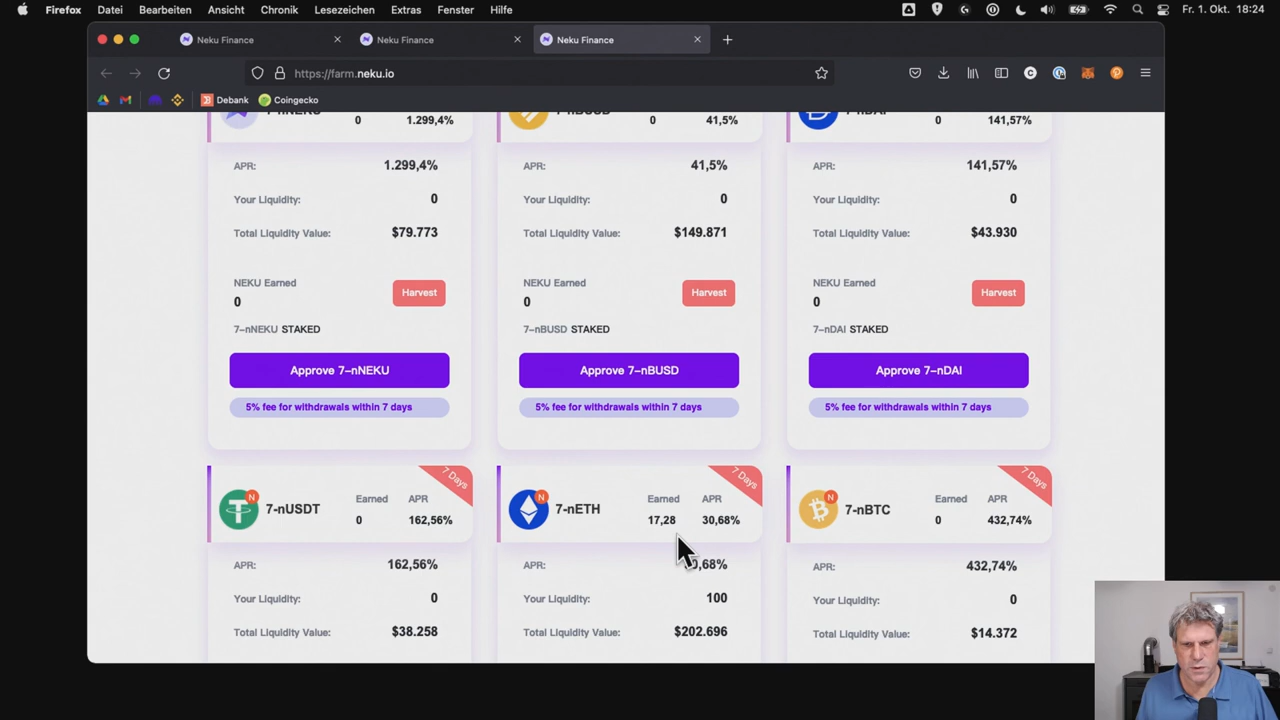 Firefox Datei Bearbeiten Ansicht Chronik Lesezeichen Extras Fenster Hilfe Fr. 1. Okt. 18:24
Neku Finance Neku Finance Neku Finance
https://farm.neku.io
Debank Coingecko
0 1.299,4% 0 41,5% 0 141,57%
APR: 1.299,4% APR: 41,5% APR: 141,57%
Your Liquidity: 0 Your Liquidity: 0 Your Liquidity: 0
Total Liquidity Value: $79.773 Total Liquidity Value: $149.871 Total Liquidity Value: $43.930
NEKU Earned NEKU Earned NEKU Earned
0 Harvest 0 Harvest 0 Harvest
7-nNEKU STAKED 7-nBUSD STAKED 7-nDAI STAKED
Approve 7-nNEKU Approve 7-nBUSD Approve 7-nDAI
5% fee for withdrawals within 7 days 5% fee for withdrawals within 7 days 5% fee for withdrawals within 7 days
7 Days 7 Days 7 Days
N 7-nUSDT Earned APR N 7-nETH Earned APR N 7-nBTC Earned APR
0 162,56% 17,28 30,68% 0 432,74%
APR: 162,56% APR: 0,68% APR: 432,74%
Your Liquidity: 0 Your Liquidity: 100 Your Liquidity: 0
Total Liquidity Value: $38.258 Total Liquidity Value: $202.696 Total Liquidity Value: $14.372